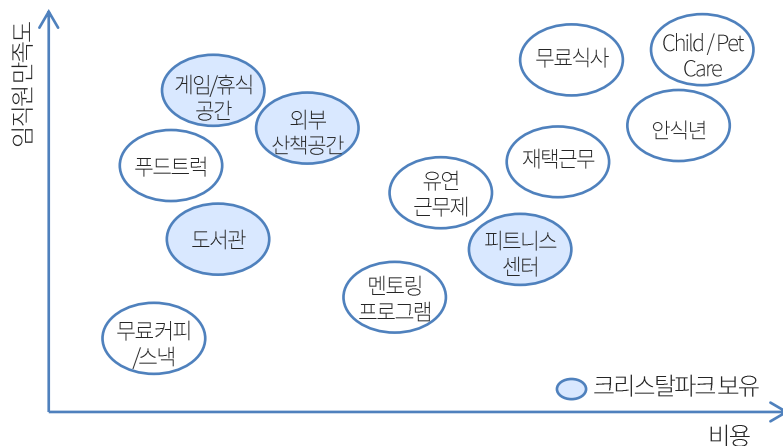 임직원 만족도
무료식사
Child / Pet
Care
게임/휴식
공간
외부
산책공간
안식년
푸드트럭
재택근무
유연
근무제
도서관
피트니스
센터
멘토링
프로그램
무료커피
/스낵
크리스탈파크 보유
비용